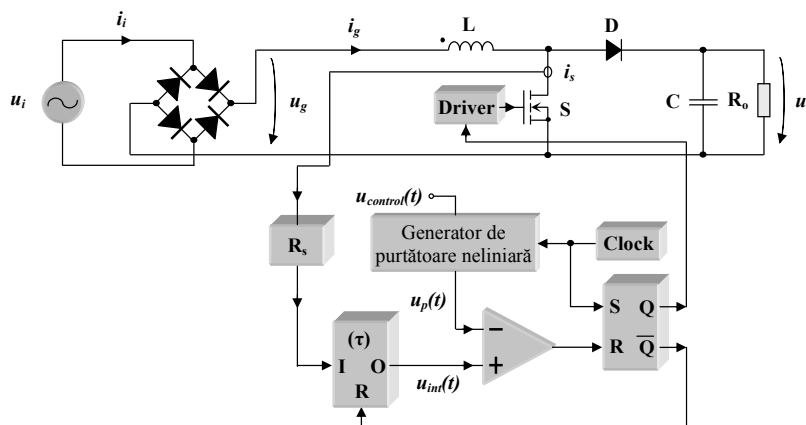 i_i
i_g
L
D
i_s
u_i
u_g
Driver
S
C
R_o
u
u_control(t)
R_s
Generator de
purtătoare neliniară
Clock
u_p(t)
S Q
R Q̅
(τ)
I O
R
−
+
u_int(t)